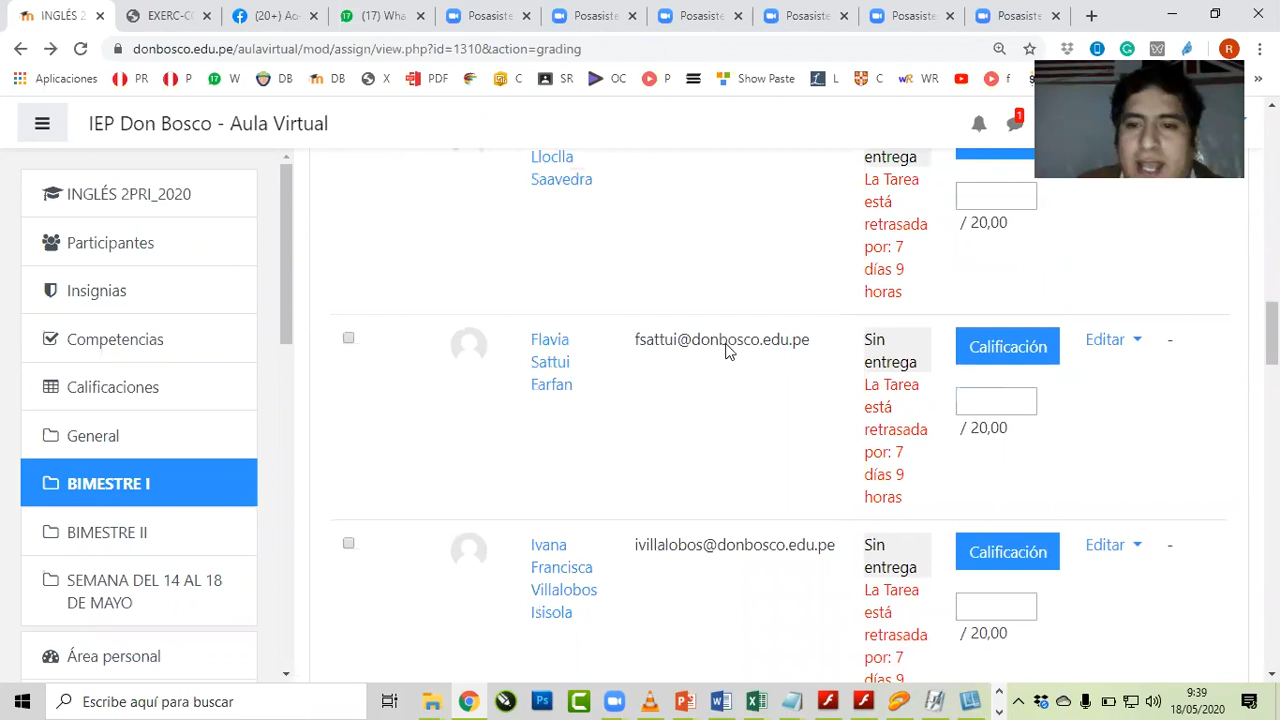 INGLÉS 2
EXERC-CO
(20+) Ac
(17) Wha
Posasiste
Posasiste
Posasiste
Posasiste
Posasiste
Posasiste
donbosco.edu.pe/aulavirtual/mod/assign/view.php?id=1310&action=grading
R
Aplicaciones
PR
P
W
DB
DB
X
PDF
C
SR
OC
P
Show Paste
L
C
WR
f
»
IEP Don Bosco - Aula Virtual
1
INGLÉS 2PRI_2020
Participantes
Insignias
Competencias
Calificaciones
General
BIMESTRE I
BIMESTRE II
SEMANA DEL 14 AL 18
DE MAYO
Área personal
Lloclla
Saavedra
entrega
La Tarea
está
retrasada
por: 7
días 9
horas
/ 20,00
Flavia
Sattui
Farfan
fsattui@donbosco.edu.pe
Sin
entrega
La Tarea
está
retrasada
por: 7
días 9
horas
Calificación
/ 20,00
Editar
-
Ivana
Francisca
Villalobos
Isisola
ivillalobos@donbosco.edu.pe
Sin
entrega
La Tarea
está
retrasada
por: 7
días 9
Calificación
/ 20,00
Editar
-
Escribe aquí para buscar
9:39
18/05/2020